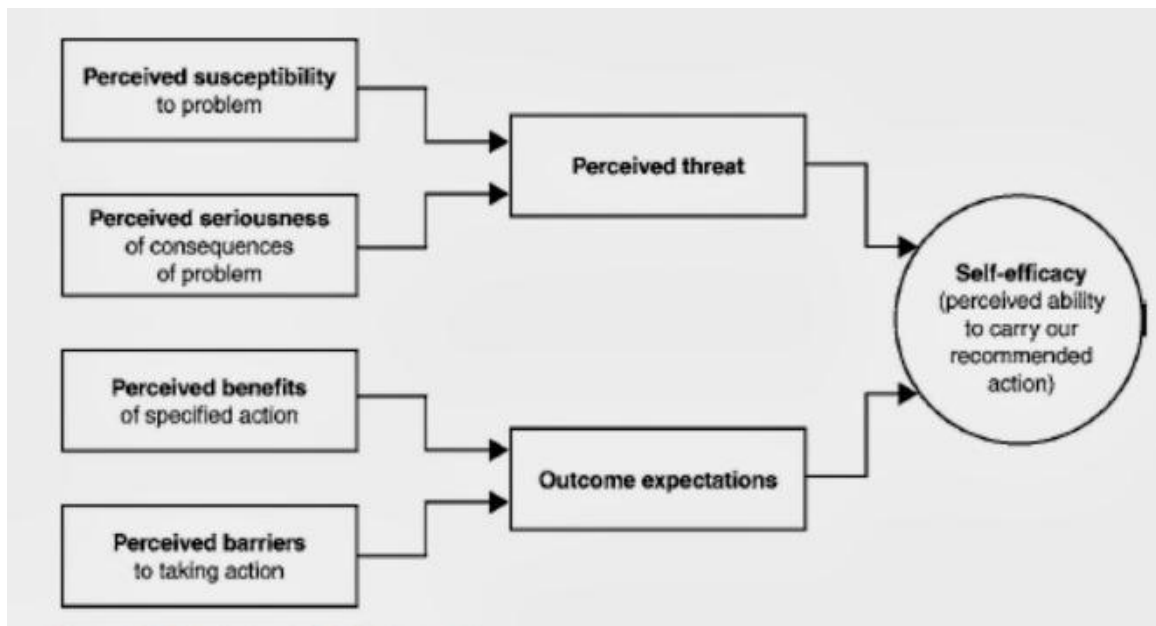 Perceived susceptibility
to problem
Perceived seriousness
of consequences
of problem
Perceived benefits
of specified action
Perceived barriers
to taking action
Perceived threat
Outcome expectations
Self-efficacy
(perceived ability
to carry our
recommended
action)